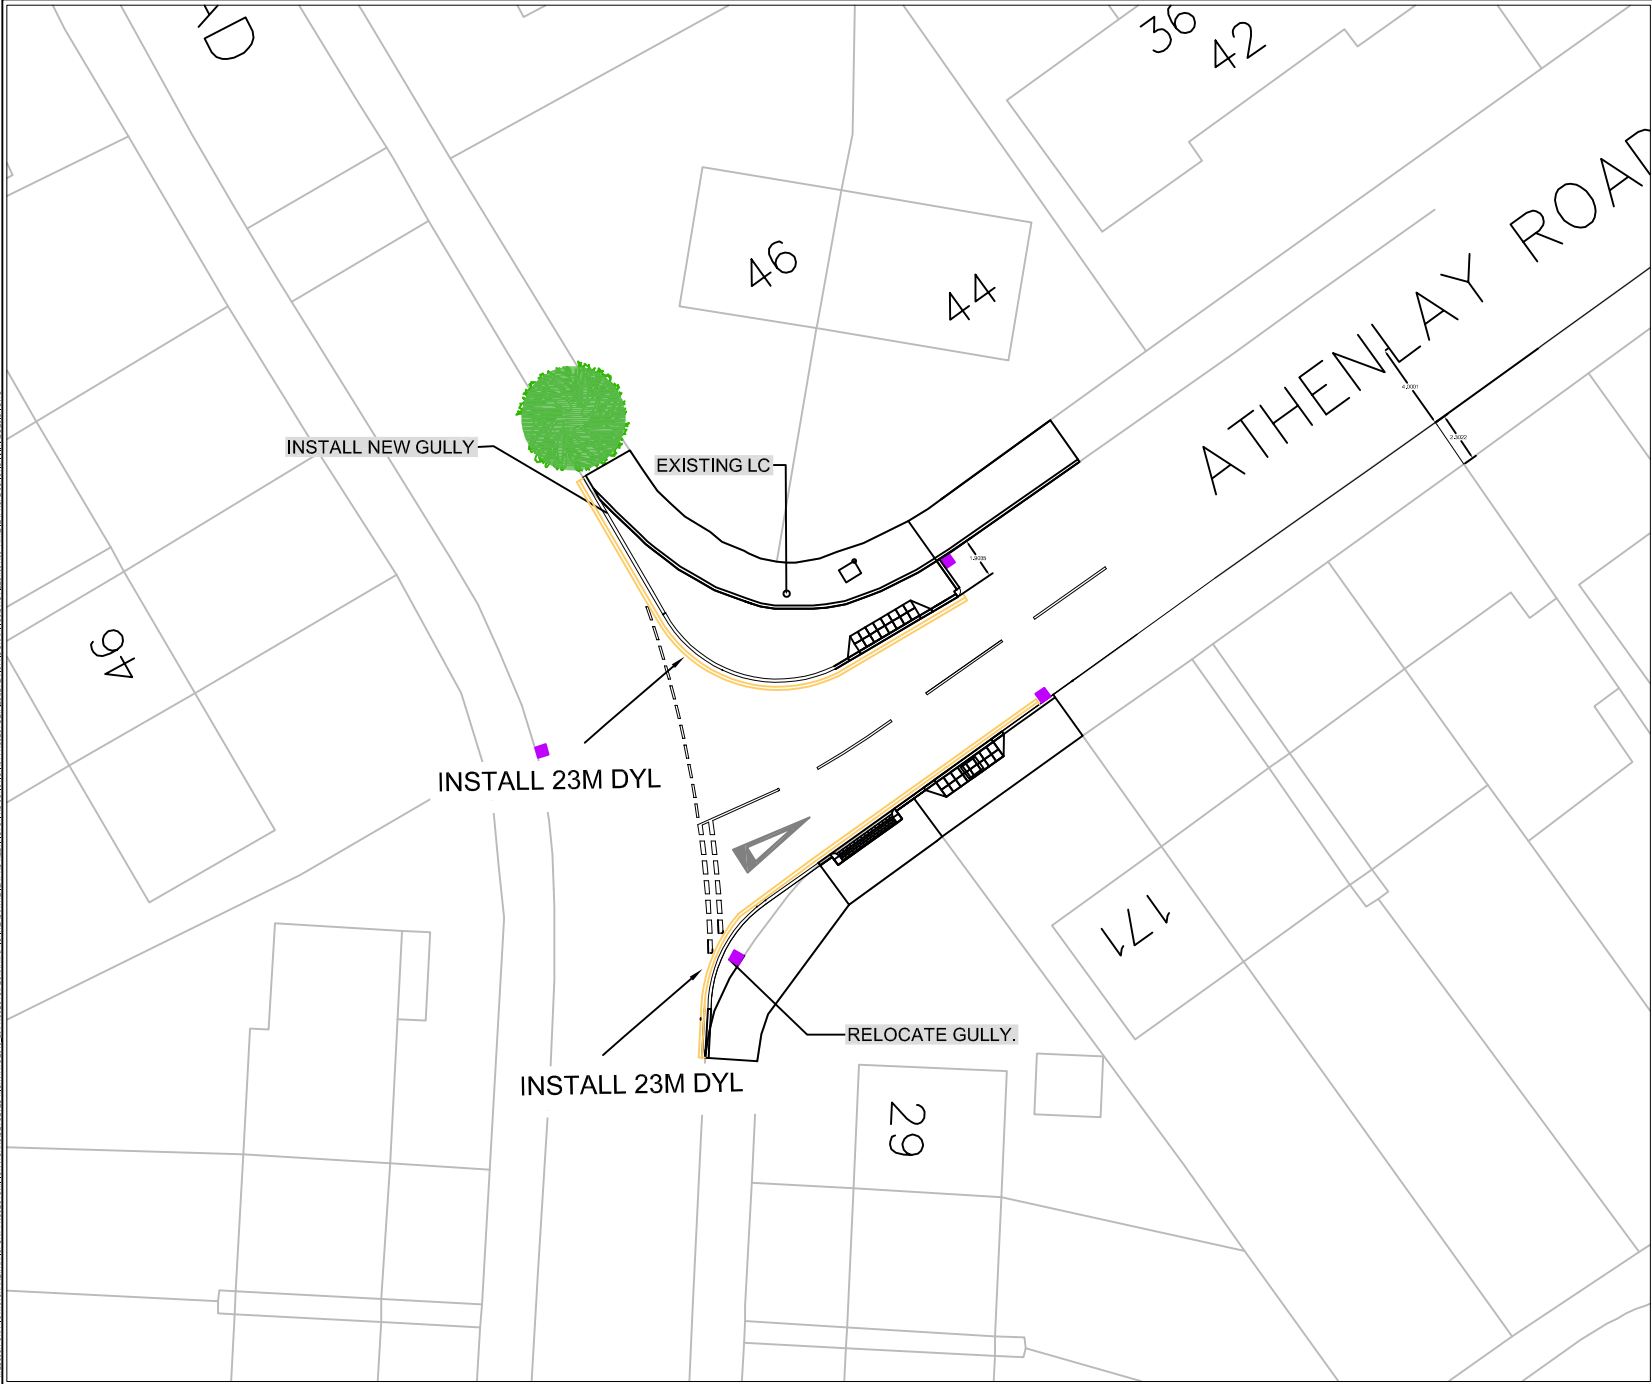 D
36
42
ATHENLAY ROAD
46
44
INSTALL NEW GULLY
EXISTING LC
46
INSTALL 23M DYL
171
RELOCATE GULLY.
INSTALL 23M DYL
29